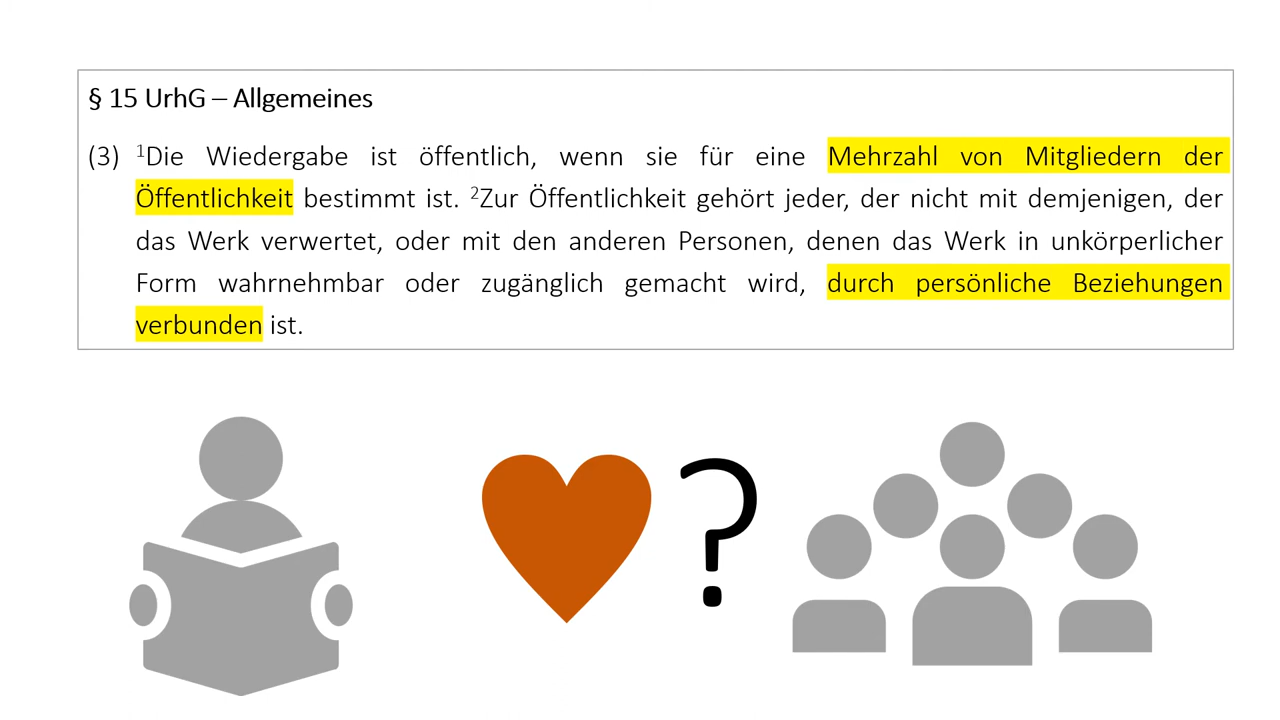 § 15 UrhG – Allgemeines
(3) ¹Die Wiedergabe ist öffentlich, wenn sie für eine Mehrzahl von Mitgliedern der
Öffentlichkeit bestimmt ist. ²Zur Öffentlichkeit gehört jeder, der nicht mit demjenigen, der
das Werk verwertet, oder mit den anderen Personen, denen das Werk in unkörperlicher
Form wahrnehmbar oder zugänglich gemacht wird, durch persönliche Beziehungen
verbunden ist.
?